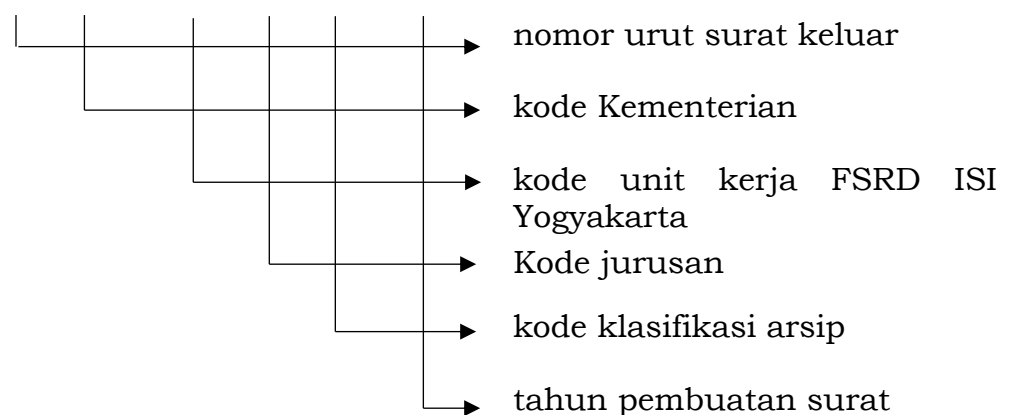 nomor urut surat keluar
kode Kementerian
kode unit kerja FSRD ISI
Yogyakarta
Kode jurusan
kode klasifikasi arsip
tahun pembuatan surat